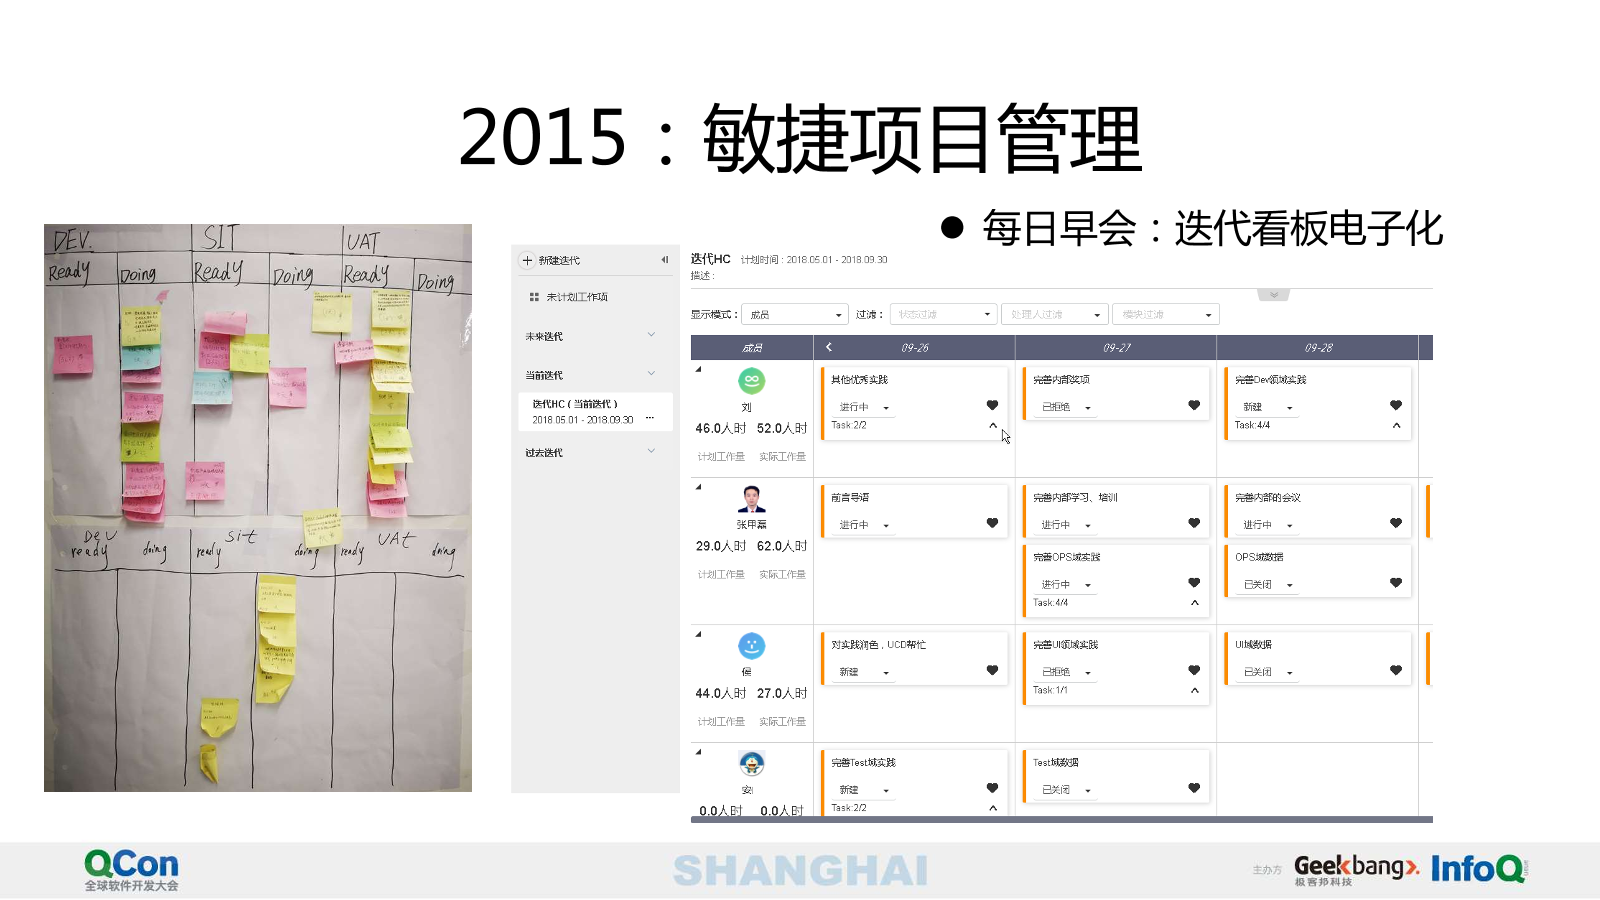 2015：敏捷项目管理
每日早会：迭代看板电子化
DEV. SIT UAT
Ready Doing Ready Doing Ready Doing
Dev sit UAt
ready doing ready doing ready doing
新建迭代
未计划工作项
未来迭代
当前迭代
迭代HC（当前迭代）
2018.05.01 - 2018.09.30 ...
过去迭代
迭代HC 计划时间 : 2018.05.01 - 2018.09.30
描述 :
显示模式： 成员 过滤： 状态过滤 处理人过滤 模块过滤
成员 09-26 09-27 09-28
刘
46.0人时 52.0人时
计划工作量 实际工作量
其他优秀实践
进行中
Task:2/2
完善内部奖项
已拒绝
完善Dev领域实践
新建
Task:4/4
张甲磊
29.0人时 62.0人时
计划工作量 实际工作量
前言导语
进行中
完善内部学习、培训
进行中
完善OPS域实践
进行中
Task:4/4
完善内部的会议
进行中
OPS域数据
已关闭
侯
44.0人时 27.0人时
计划工作量 实际工作量
对实践润色，UCD帮忙
新建
完善UI领域实践
已拒绝
Task:1/1
UI域数据
已关闭
安
0.0人时 0.0人时
完善Test域实践
新建
Task:2/2
Test域数据
已关闭
QCon
全球软件开发大会
SHANGHAI
主办方
Geekbang>.
极客邦科技
InfoQ